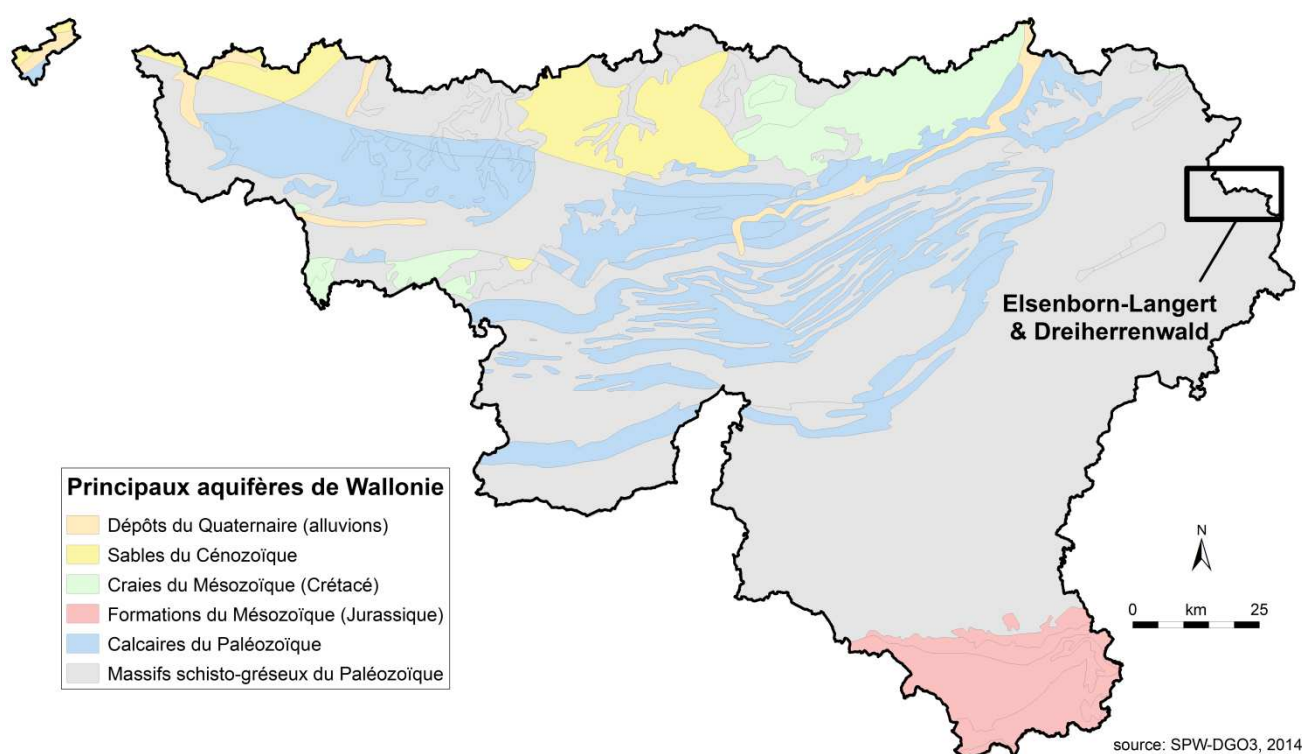 Elsenborn-Langert
& Dreiherrenwald
Principaux aquifères de Wallonie
Dépôts du Quaternaire (alluvions)
Sables du Cénozoïque
Craies du Mésozoïque (Crétacé)
Formations du Mésozoïque (Jurassique)
Calcaires du Paléozoïque
Massifs schisto-gréseux du Paléozoïque
N
0 km 25
source: SPW-DGO3, 2014